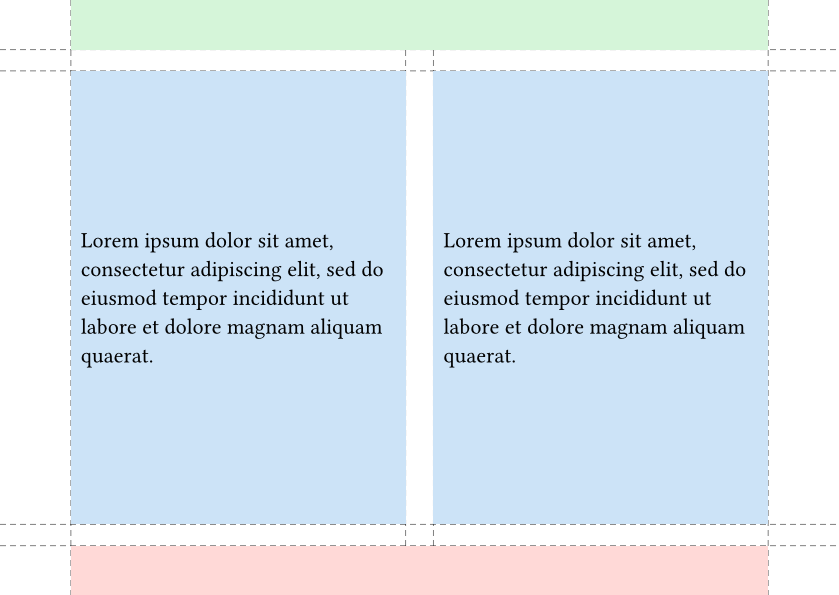 Lorem ipsum dolor sit amet,
consectetur adipiscing elit, sed do
eiusmod tempor incididunt ut
labore et dolore magnam aliquam
quaerat.
Lorem ipsum dolor sit amet,
consectetur adipiscing elit, sed do
eiusmod tempor incididunt ut
labore et dolore magnam aliquam
quaerat.